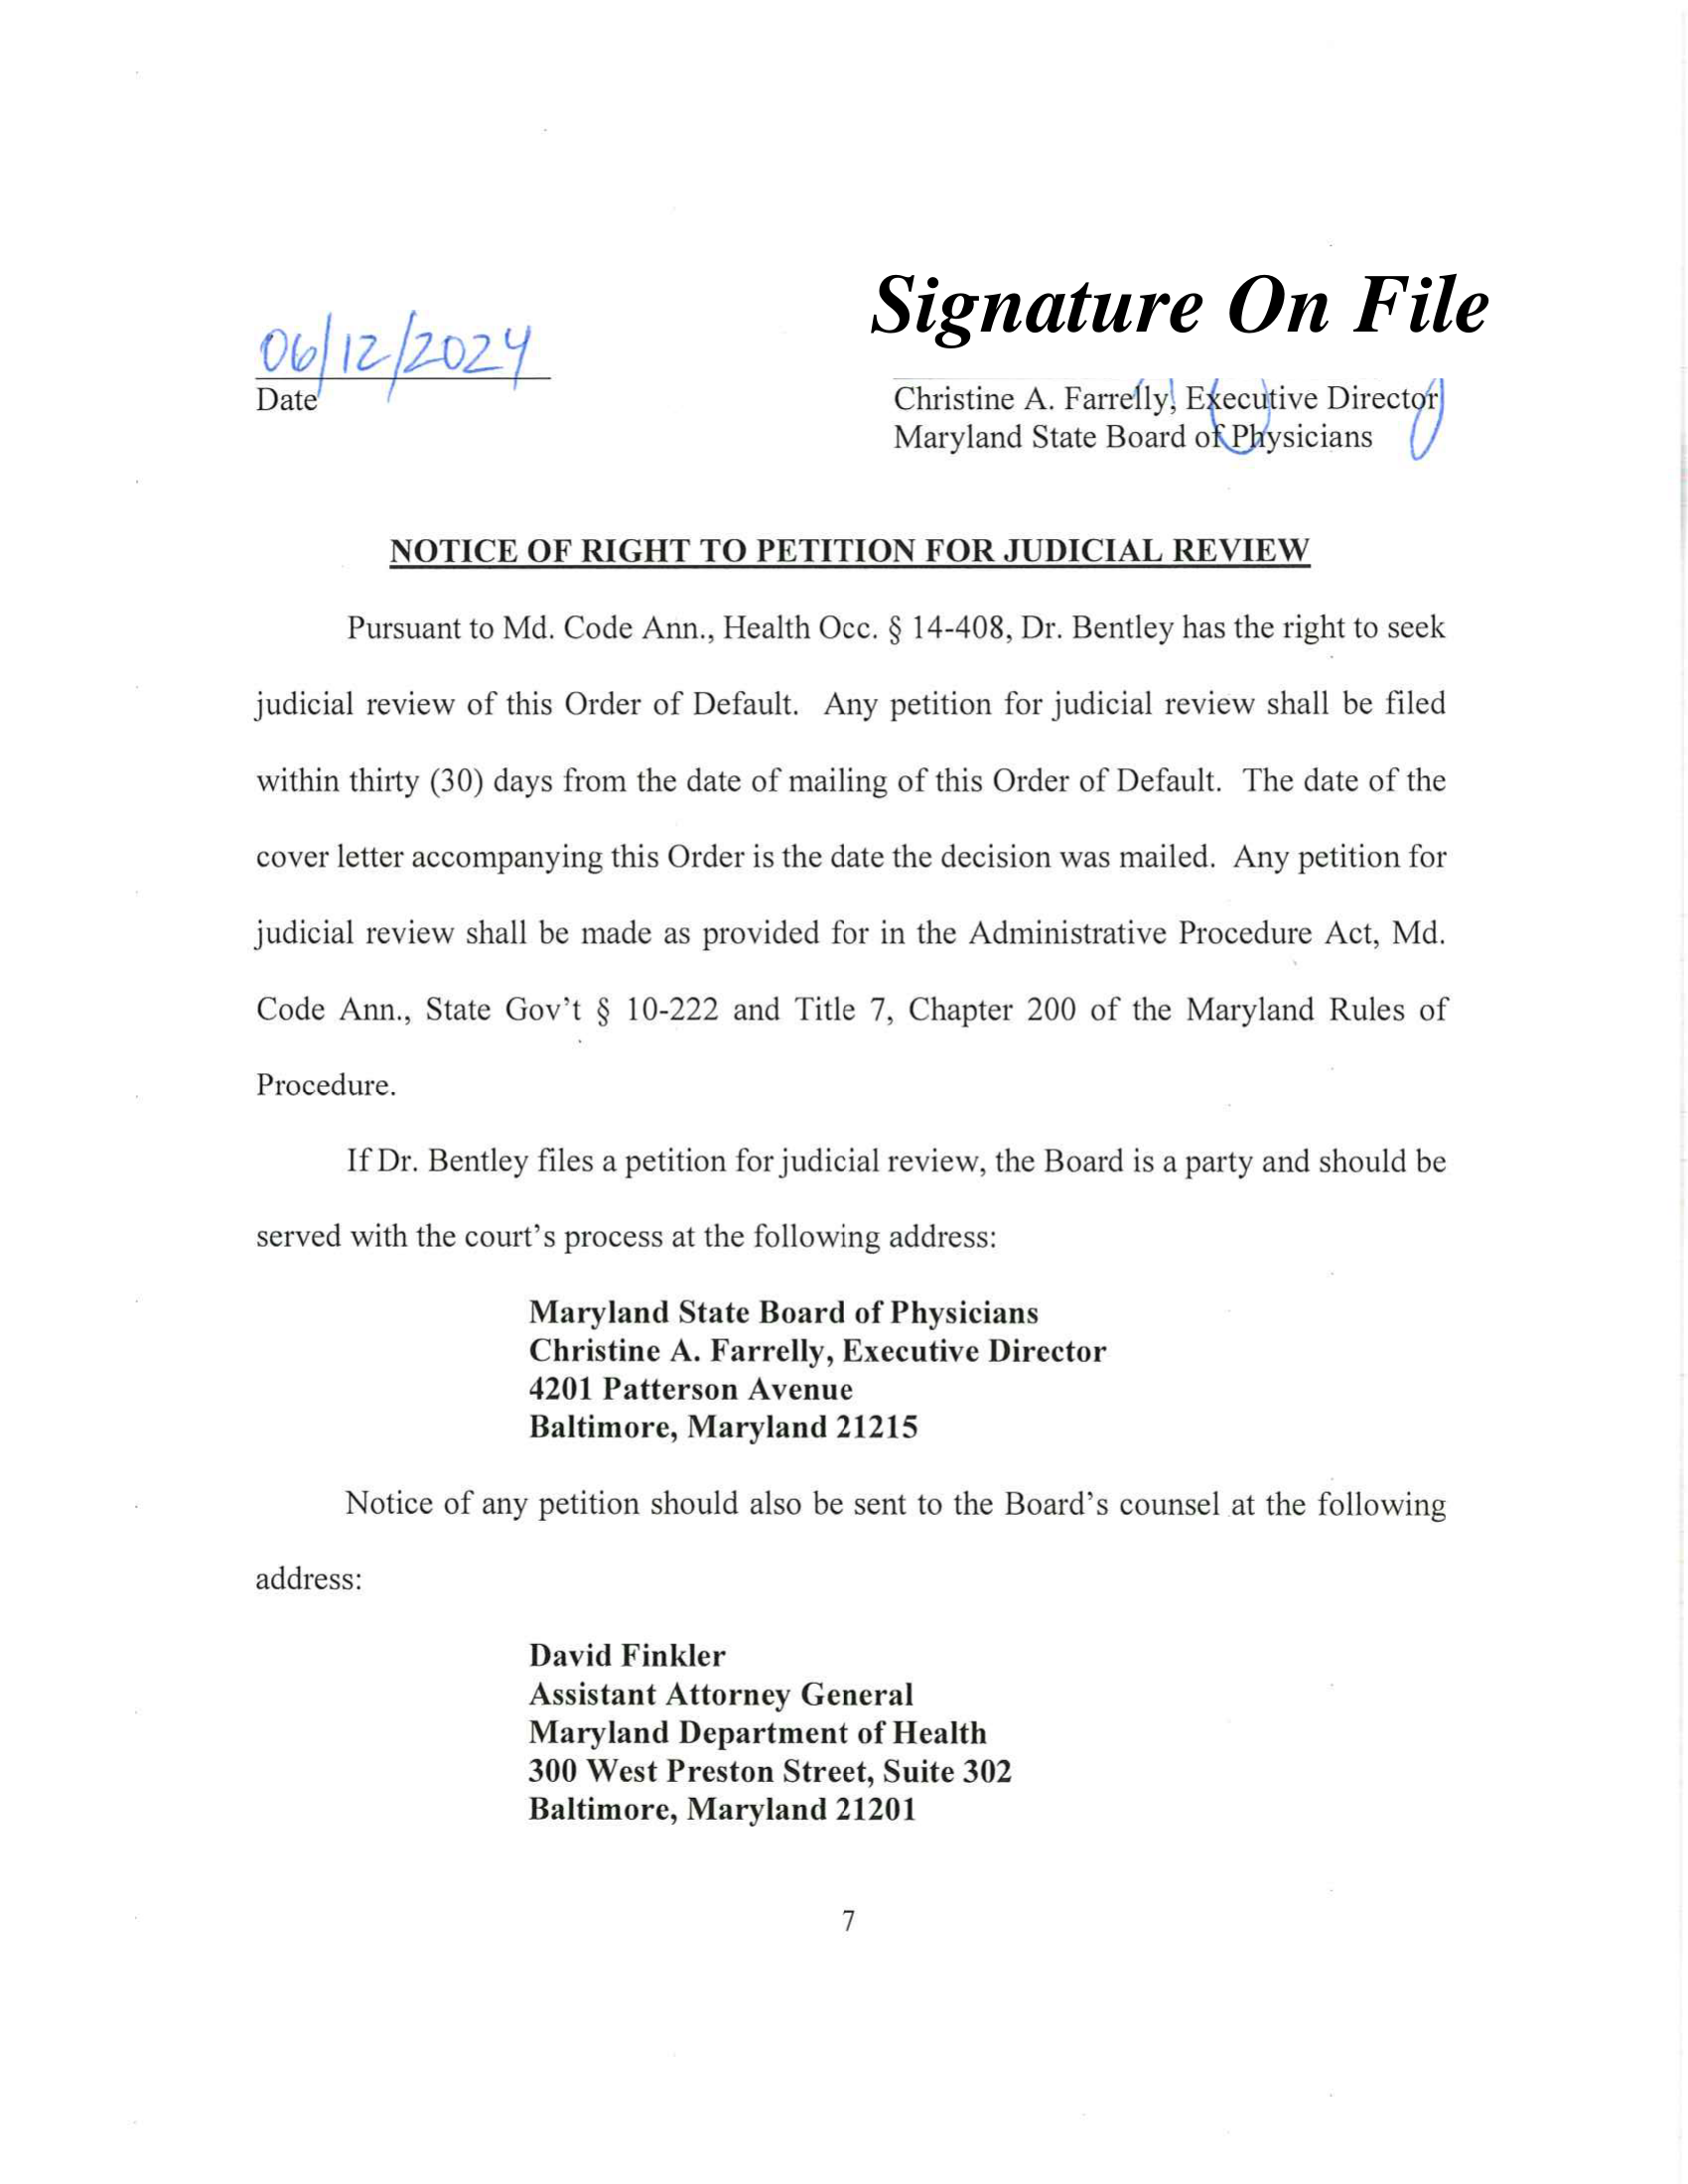 Signature On File
06/12/2024
Date
Christine A. Farrelly, Executive Director
Maryland State Board of Physicians
NOTICE OF RIGHT TO PETITION FOR JUDICIAL REVIEW
Pursuant to Md. Code Ann., Health Occ. § 14-408, Dr. Bentley has the right to seek
judicial review of this Order of Default. Any petition for judicial review shall be filed
within thirty (30) days from the date of mailing of this Order of Default. The date of the
cover letter accompanying this Order is the date the decision was mailed. Any petition for
judicial review shall be made as provided for in the Administrative Procedure Act, Md.
Code Ann., State Gov’t § 10-222 and Title 7, Chapter 200 of the Maryland Rules of
Procedure.
If Dr. Bentley files a petition for judicial review, the Board is a party and should be
served with the court’s process at the following address:
Maryland State Board of Physicians
Christine A. Farrelly, Executive Director
4201 Patterson Avenue
Baltimore, Maryland 21215
Notice of any petition should also be sent to the Board’s counsel at the following
address:
David Finkler
Assistant Attorney General
Maryland Department of Health
300 West Preston Street, Suite 302
Baltimore, Maryland 21201
7